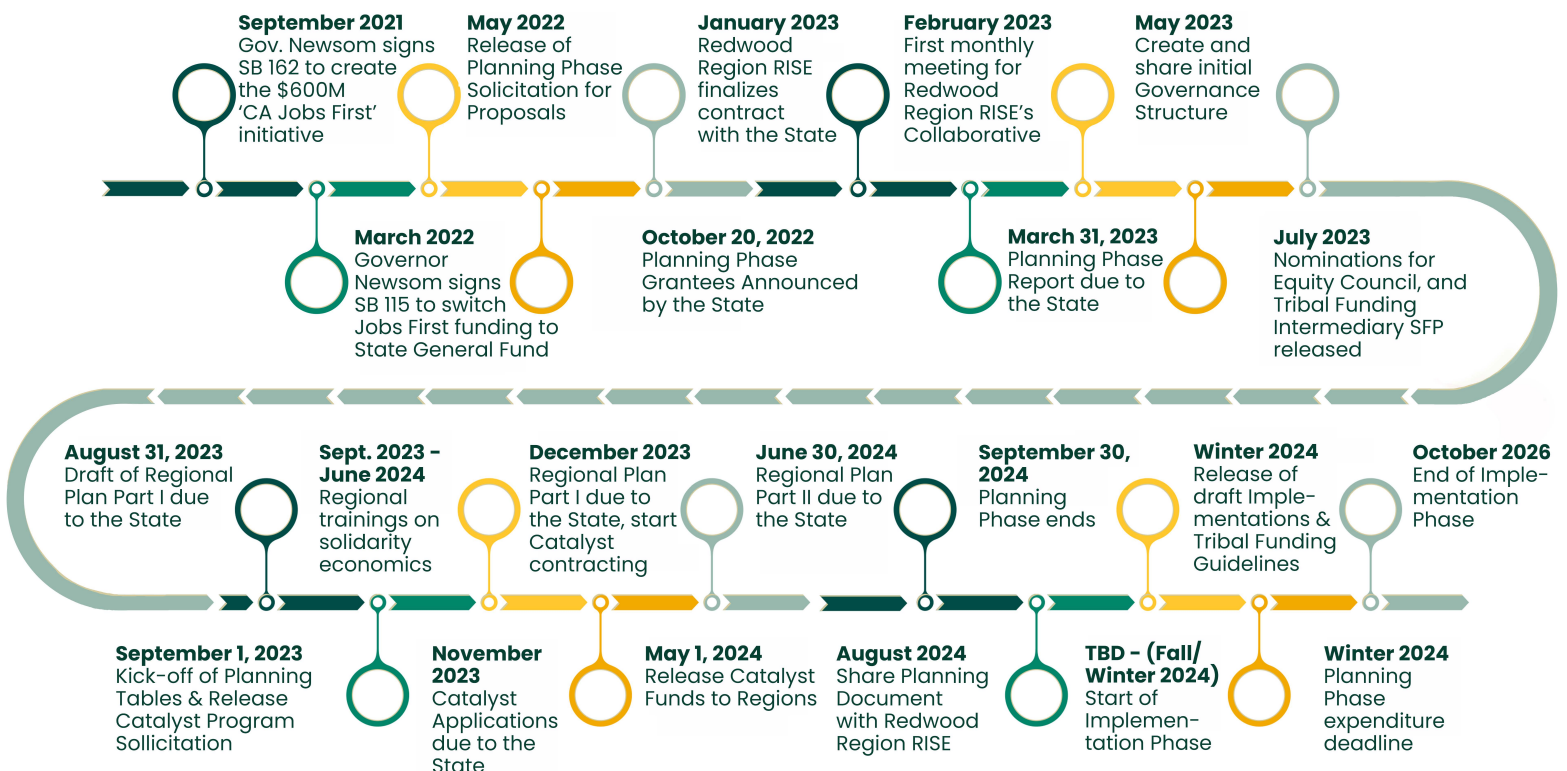 September 2021
Gov. Newsom signs
SB 162 to create
the $600M
‘CA Jobs First’
initiative
March 2022
Governor
Newsom signs
SB 115 to switch
Jobs First funding to
State General Fund
May 2022
Release of
Planning Phase
Solicitation for
Proposals
October 20, 2022
Planning Phase
Grantees Announced
by the State
January 2023
Redwood
Region RISE
finalizes
contract
with the State
February 2023
First monthly
meeting for
Redwood
Region RISE’s
Collaborative
March 31, 2023
Planning Phase
Report due to
the State
May 2023
Create and
share initial
Governance
Structure
July 2023
Nominations for
Equity Council, and
Tribal Funding
Intermediary SFP
released
August 31, 2023
Draft of Regional
Plan Part I due
to the State
September 1, 2023
Kick-off of Planning
Tables & Release
Catalyst Program
Sollicitation
Sept. 2023 –
June 2024
Regional
trainings on
solidarity
economics
November
2023
Catalyst
Applications
due to the
State
December 2023
Regional Plan
Part I due to
the State, start
Catalyst
contracting
May 1, 2024
Release Catalyst
Funds to Regions
June 30, 2024
Regional Plan
Part II due to
the State
August 2024
Share Planning
Document
with Redwood
Region RISE
September 30,
2024
Planning
Phase ends
TBD – (Fall/
Winter 2024)
Start of
Implemen-
tation Phase
Winter 2024
Release of
draft Imple-
mentations &
Tribal Funding
Guidelines
Winter 2024
Planning
Phase
expenditure
deadline
October 2026
End of Imple-
mentation
Phase